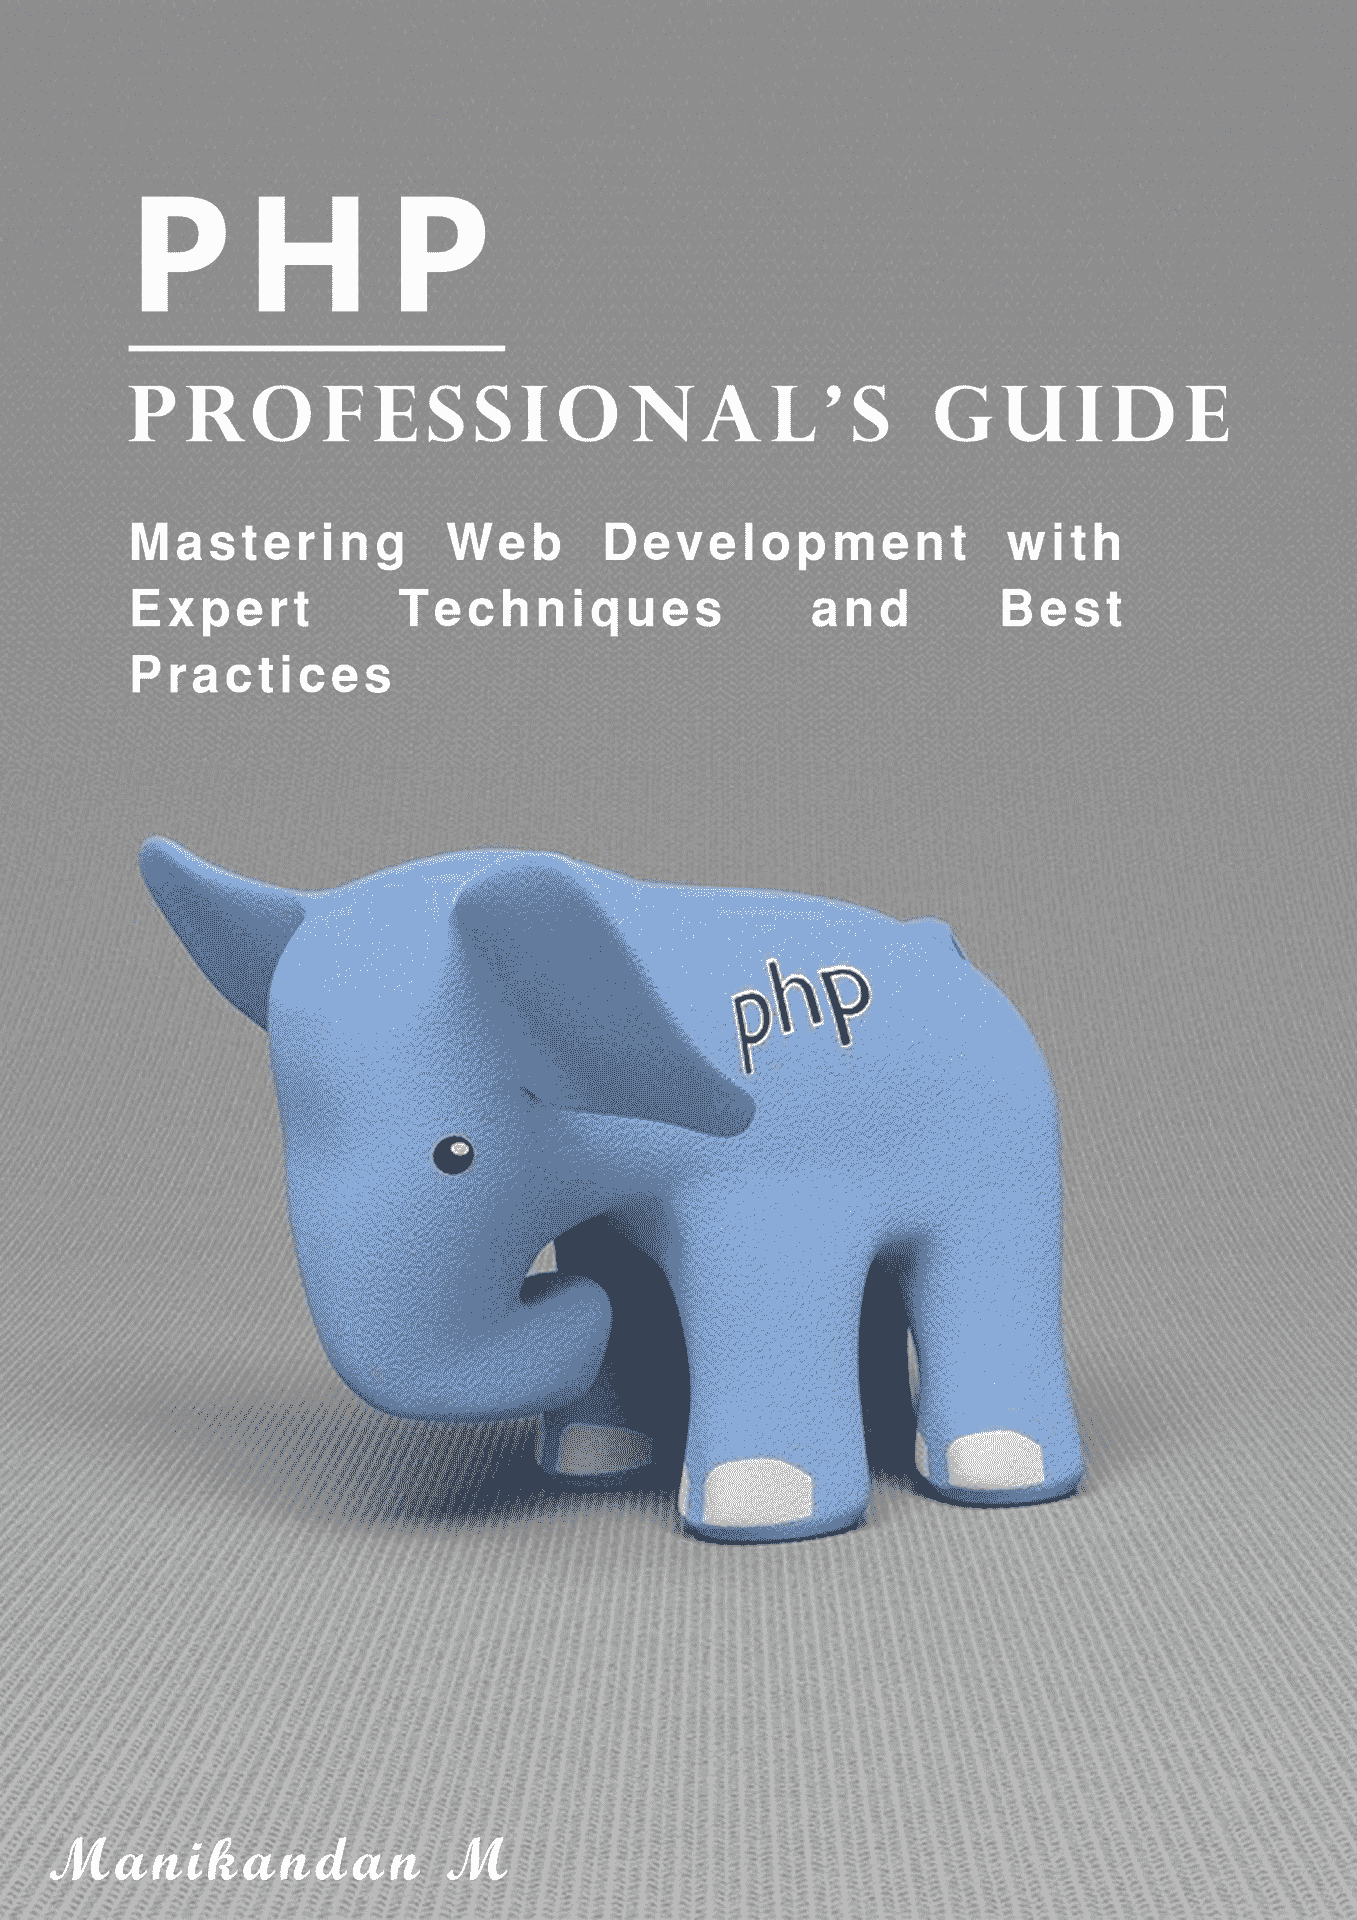 PHP
PROFESSIONAL’S GUIDE
Mastering Web Development with
Expert Techniques and Best
Practices
php
Manikandan M